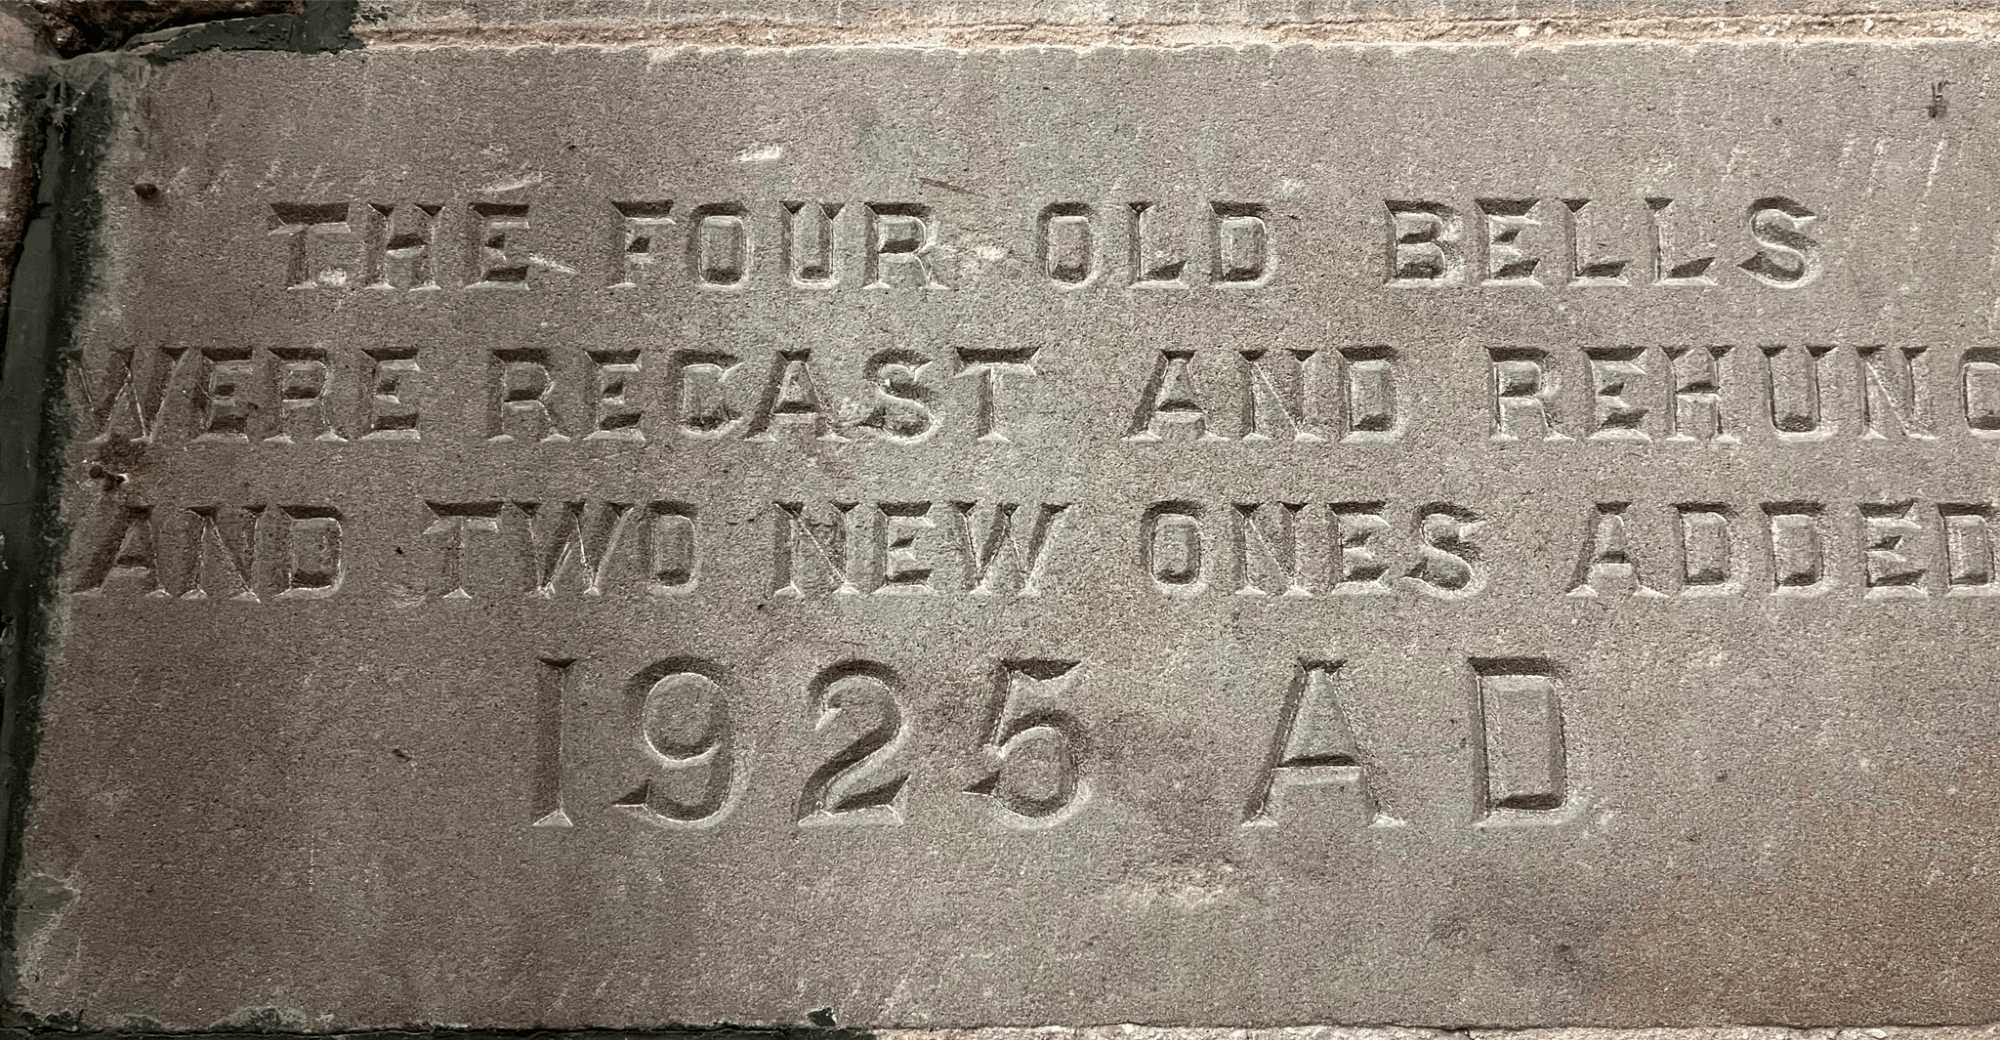 THE FOUR OLD BELLS
WERE RECAST AND REHUNG
AND TWO NEW ONES ADDED
1925 AD